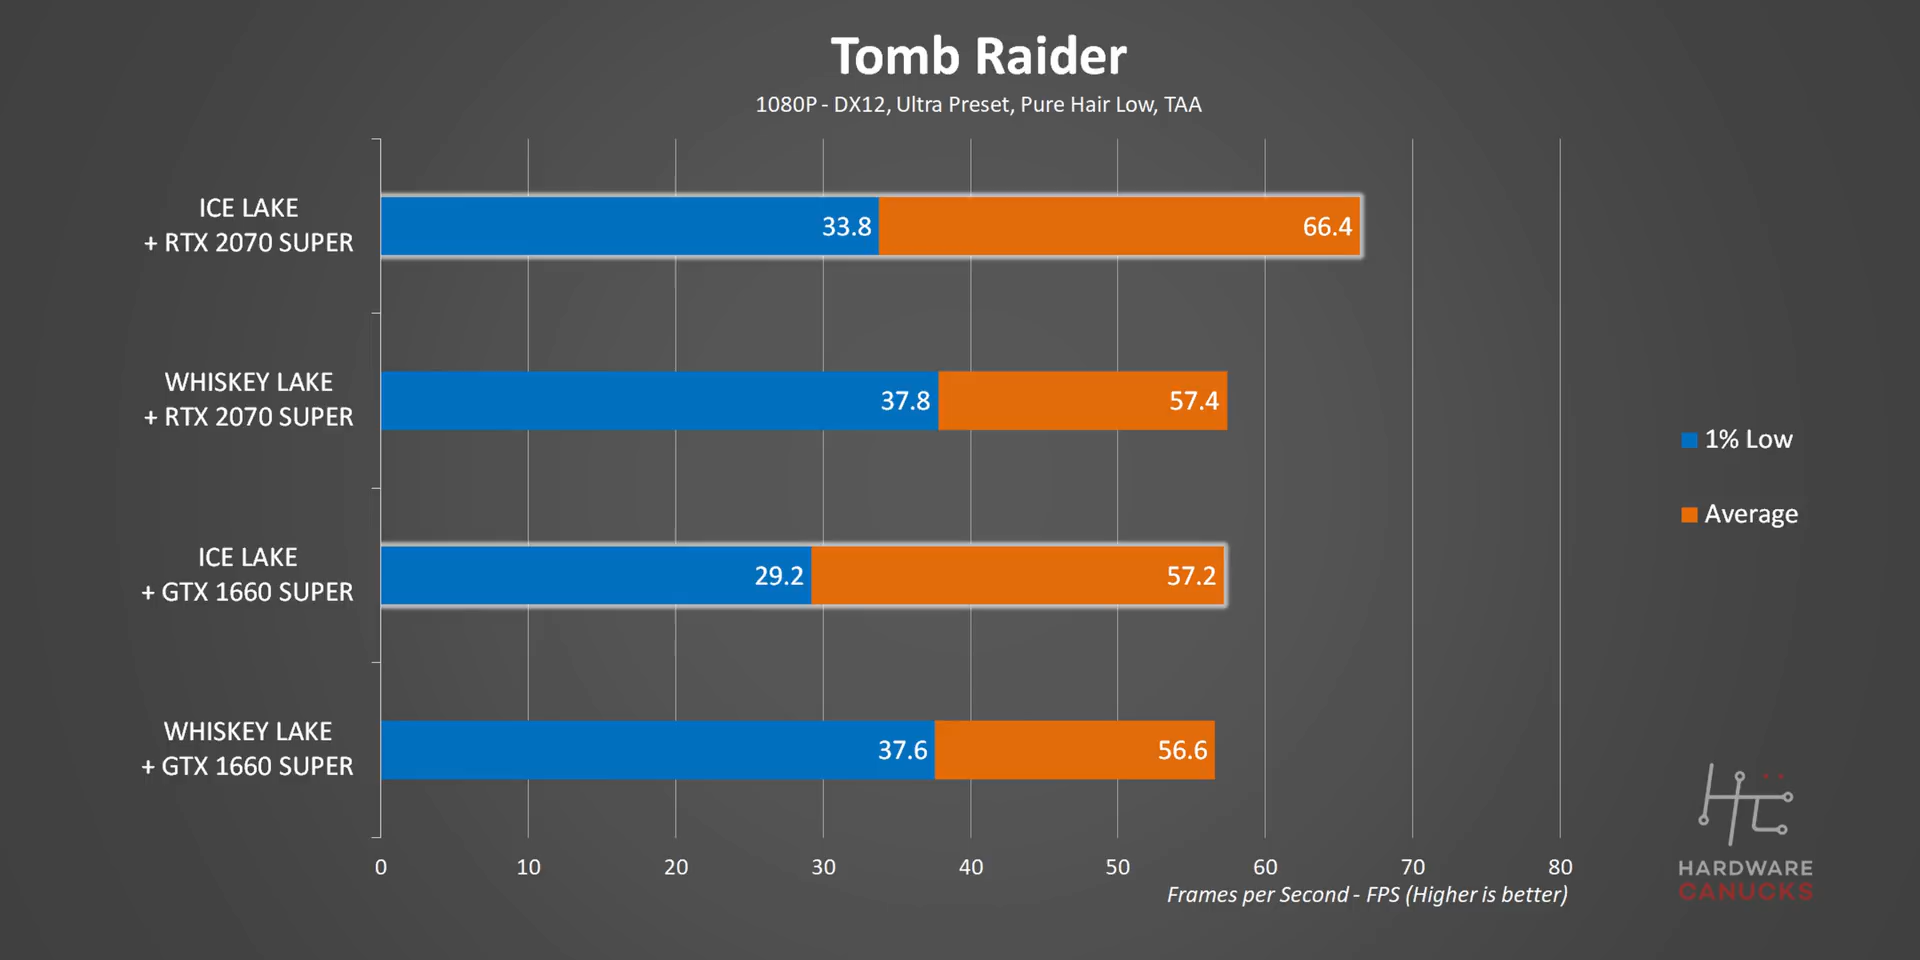 Tomb Raider
1080P - DX12, Ultra Preset, Pure Hair Low, TAA
ICE LAKE
+ RTX 2070 SUPER
33.8
66.4
WHISKEY LAKE
+ RTX 2070 SUPER
37.8
57.4
ICE LAKE
+ GTX 1660 SUPER
29.2
57.2
WHISKEY LAKE
+ GTX 1660 SUPER
37.6
56.6
1% Low
Average
0 10 20 30 40 50 60 70 80
Frames per Second - FPS (Higher is better)
HARDWARE
CANUCKS